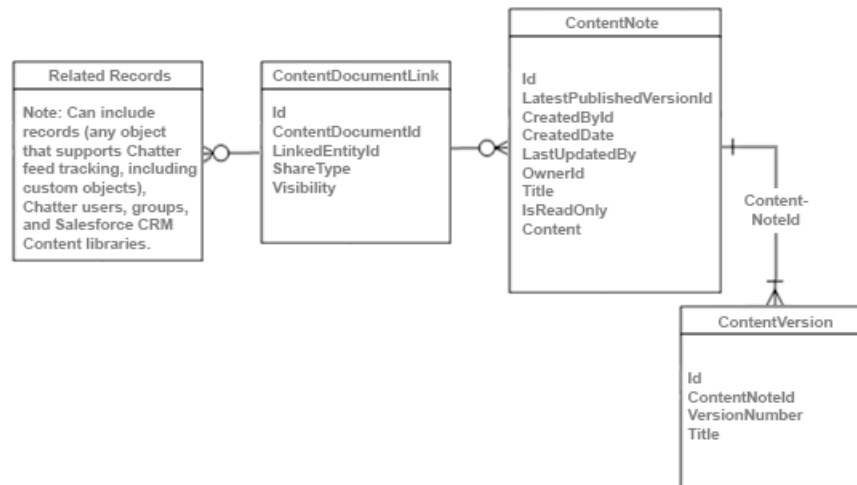 Related Records
Note: Can include
records (any object
that supports Chatter
feed tracking, including
custom objects),
Chatter users, groups,
and Salesforce CRM
Content libraries.
ContentDocumentLink
Id
ContentDocumentId
LinkedEntityId
ShareType
Visibility
ContentNote
Id
LatestPublishedVersionId
CreatedById
CreatedDate
LastUpdatedBy
OwnerId
Title
IsReadOnly
Content
Content-
NoteId
ContentVersion
Id
ContentNoteId
VersionNumber
Title